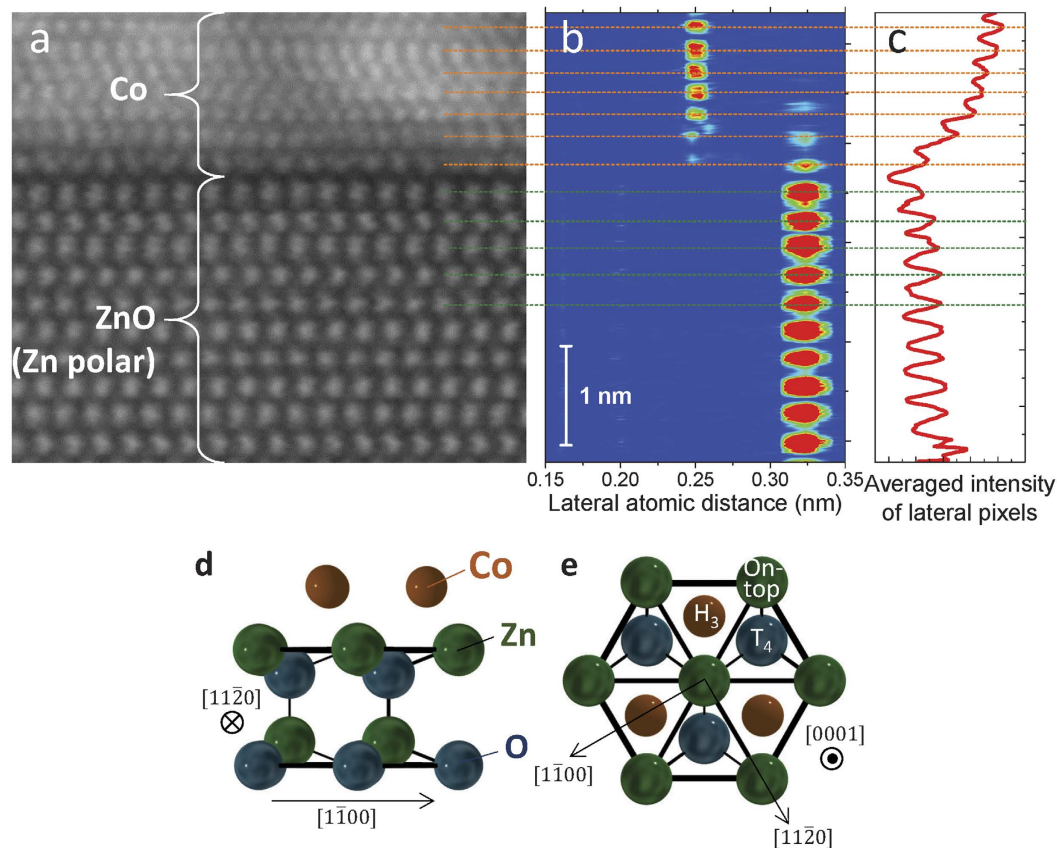 a
Co
ZnO
(Zn polar)
b
1 nm
0.15
0.20
0.25
0.30
0.35
Lateral atomic distance (nm)
c
Averaged intensity
of lateral pixels
d
Co
Zn
O
[112̄0]
[11̄00]
e
On-
top
H₃
T₄
[0001]
[11̄00]
[112̄0]